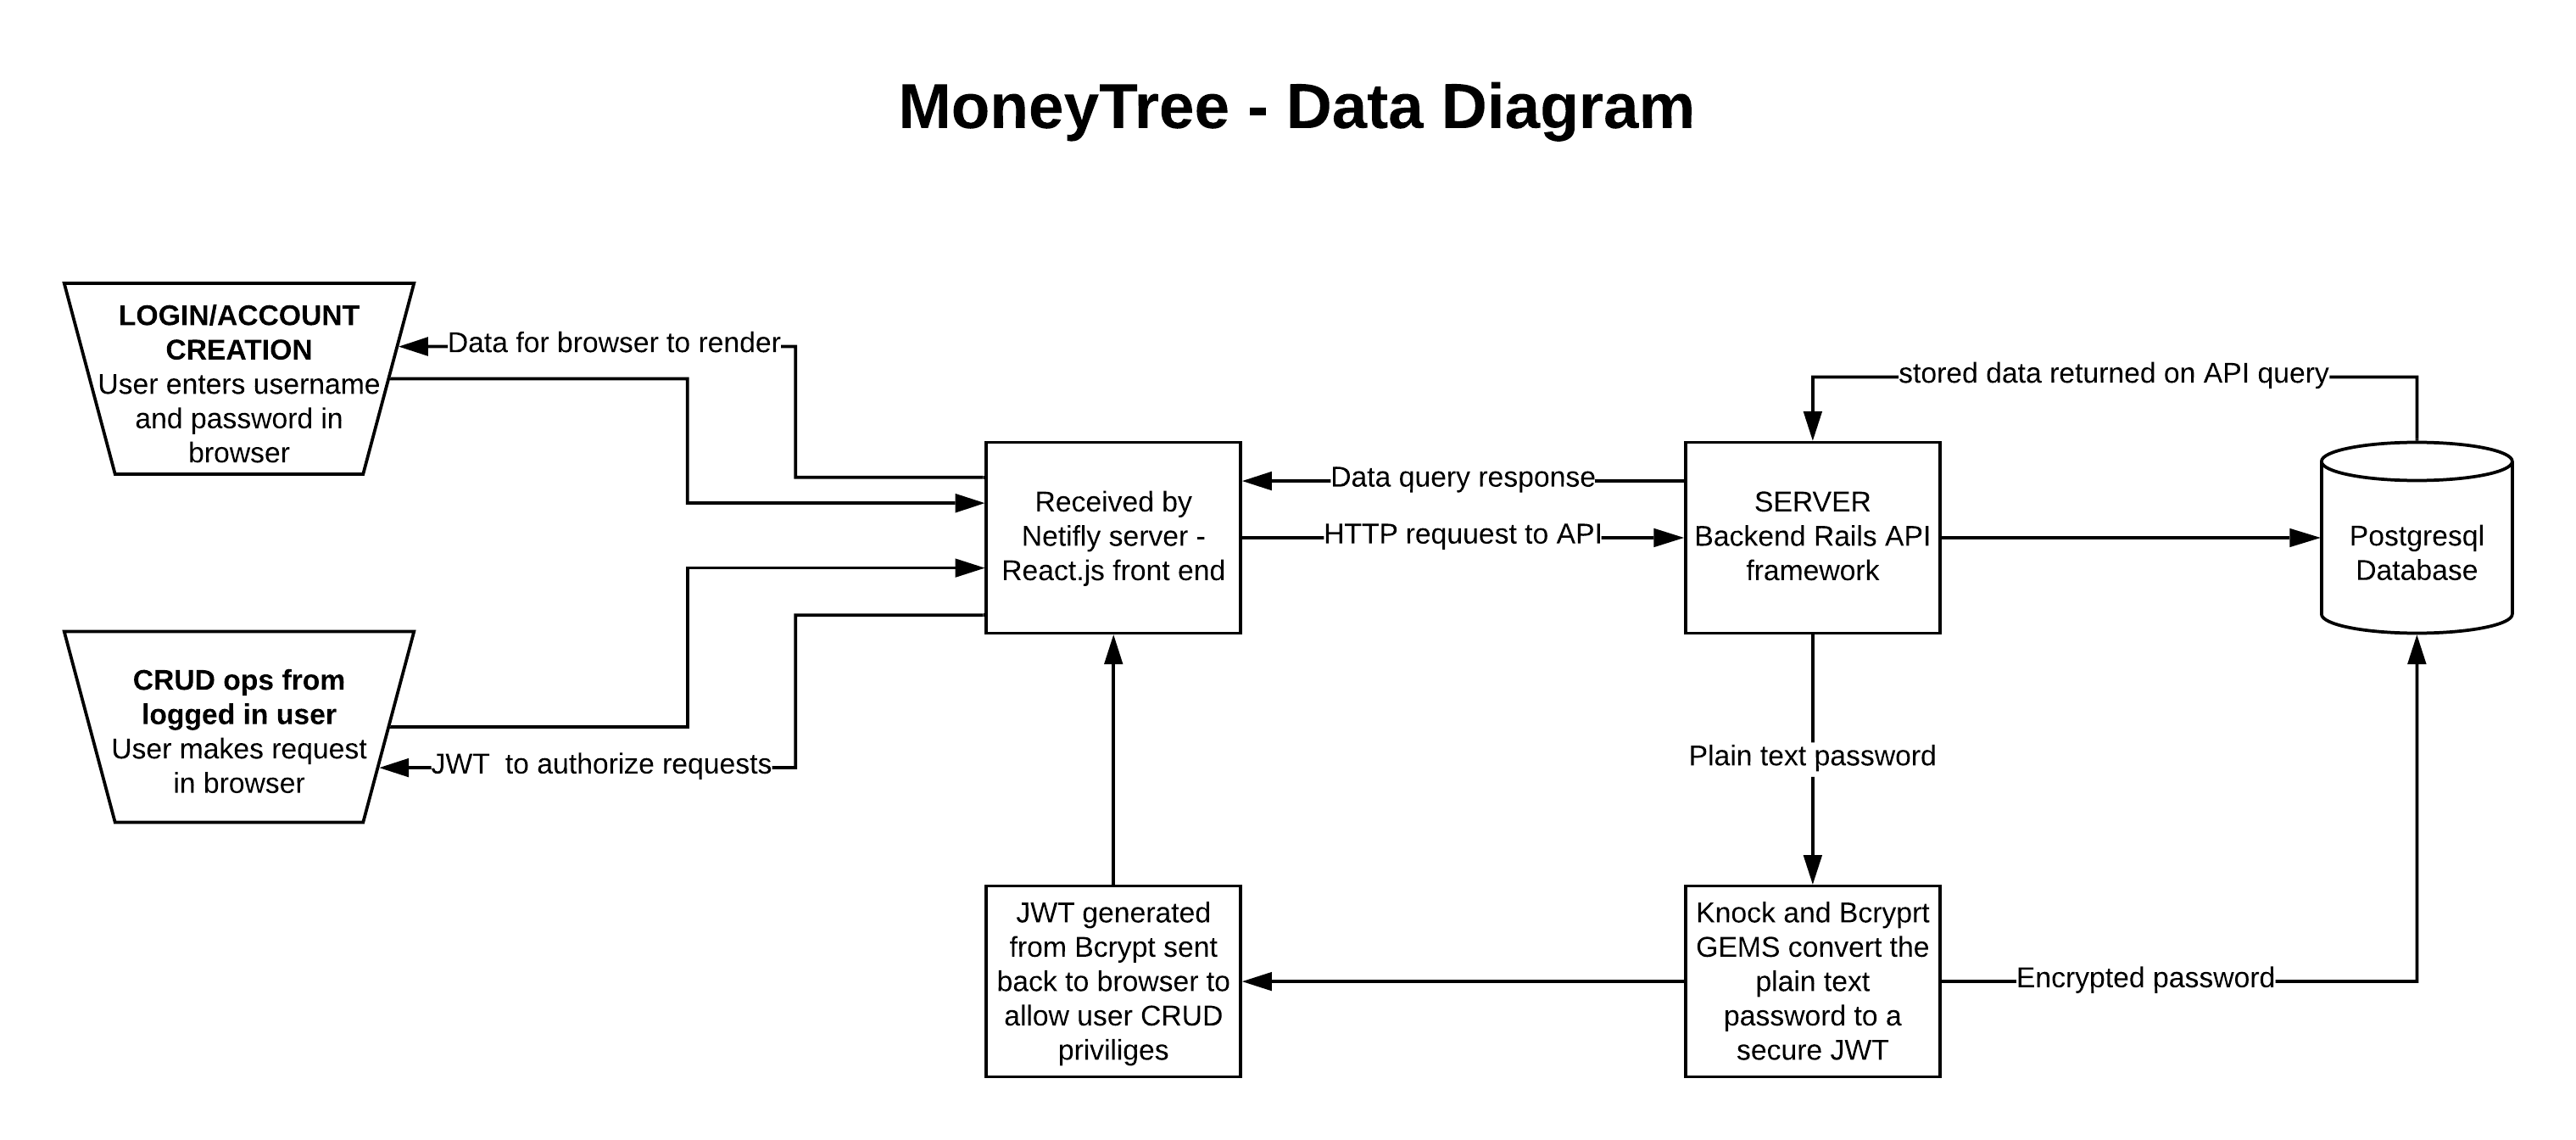 MoneyTree - Data Diagram
LOGIN/ACCOUNT
CREATION
User enters username
and password in
browser
Data for browser to render
stored data returned on API query
Received by
Netifly server -
React.js front end
Data query response
HTTP requuest to API
SERVER
Backend Rails API
framework
Postgresql
Database
CRUD ops from
logged in user
User makes request
in browser
JWT  to authorize requests
Plain text password
JWT generated
from Bcrypt sent
back to browser to
allow user CRUD
priviliges
Knock and Bcryprt
GEMS convert the
plain text
password to a
secure JWT
Encrypted password